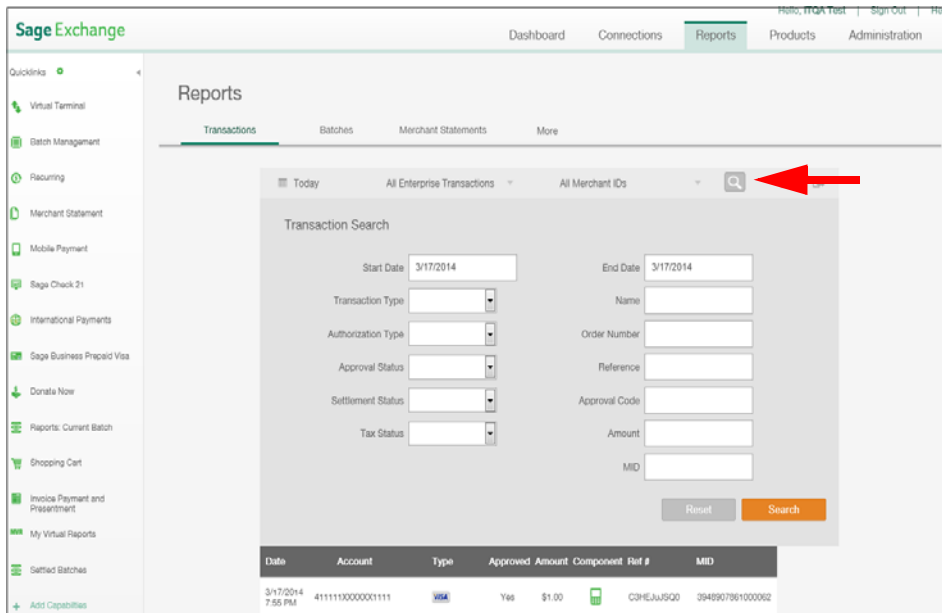 Hello, ITQA Test | Sign Out |
Sage Exchange
Dashboard Connections Reports Products Administration
Quicklinks
Virtual Terminal
Batch Management
Recurring
Merchant Statement
Mobile Payment
Sage Check 21
International Payments
Sage Business Prepaid Visa
Donate Now
Reports: Current Batch
Shopping Cart
Invoice Payment and
Presentment
My Virtual Reports
Settled Batches
+ Add Capabilities
Reports
Transactions Batches Merchant Statements More
Today All Enterprise Transactions All Merchant IDs
Transaction Search
Start Date 3/17/2014 End Date 3/17/2014
Transaction Type Name
Authorization Type Order Number
Approval Status Reference
Settlement Status Approval Code
Tax Status Amount
MID
Reset Search
Date Account Type Approved Amount Component Ref # MID
3/17/2014
7:55 PM 411111XXXXXX1111 VISA Yes $1.00 C3HEJuJSQ0 3948907861000062